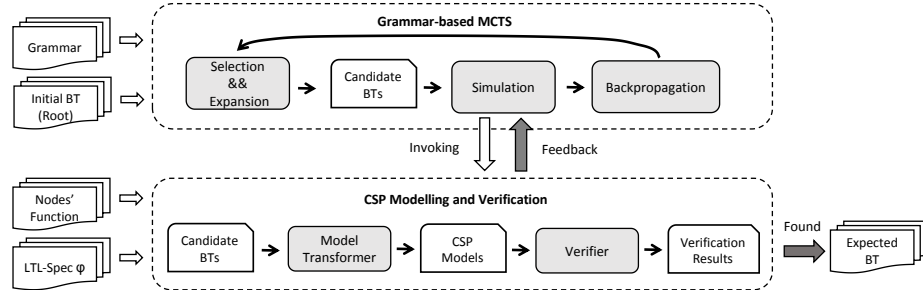 Grammar-based MCTS
Grammar
Initial BT
(Root)
Selection
&&
Expansion
Candidate
BTs
Simulation
Backpropagation
Invoking
Feedback
Nodes'
Function
LTL-Spec φ
CSP Modelling and Verification
Candidate
BTs
Model
Transformer
CSP
Models
Verifier
Verification
Results
Found
Expected
BT